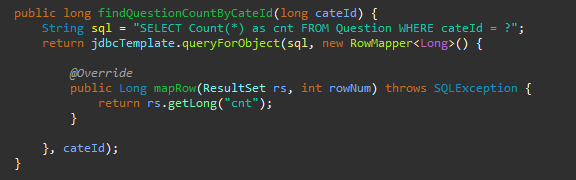 public long findQuestionCountByCateId(long cateId) {
String sql = "SELECT Count(*) as cnt FROM Question WHERE cateId = ?";
return jdbcTemplate.queryForObject(sql, new RowMapper<Long>() {
@Override
public Long mapRow(ResultSet rs, int rowNum) throws SQLException {
return rs.getLong("cnt");
}
}, cateId);
}